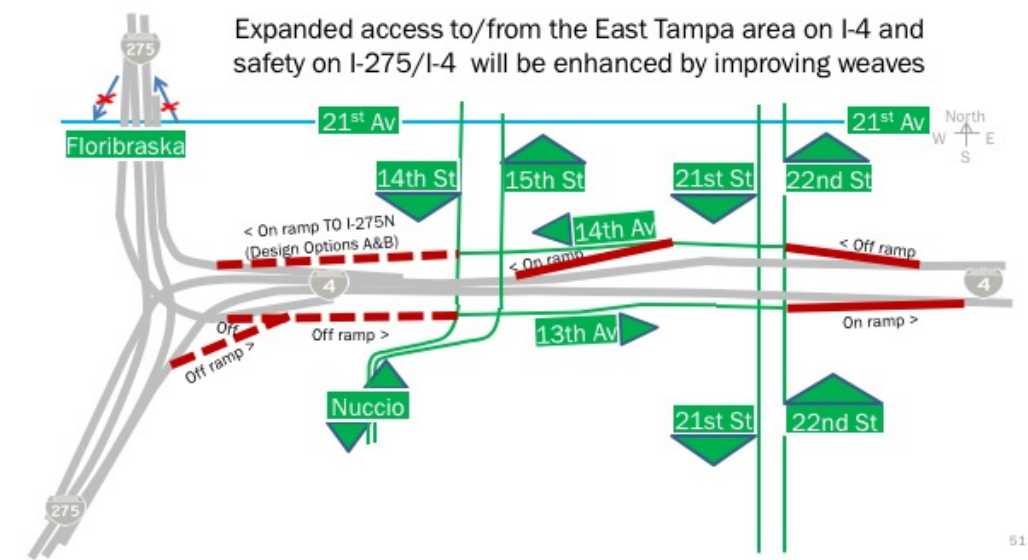 Expanded access to/from the East Tampa area on I-4 and
safety on I-275/I-4 will be enhanced by improving weaves
275
21st Av
21st Av
North
W E
S
Floribraska
14th St
15th St
21st St
22nd St
< On ramp TO I-275N
(Design Options A&B)
14th Av
< On ramp
< Off ramp
4
4
Off
Off ramp >
Off ramp >
13th Av
On ramp >
Nuccio
21st St
22nd St
275
51